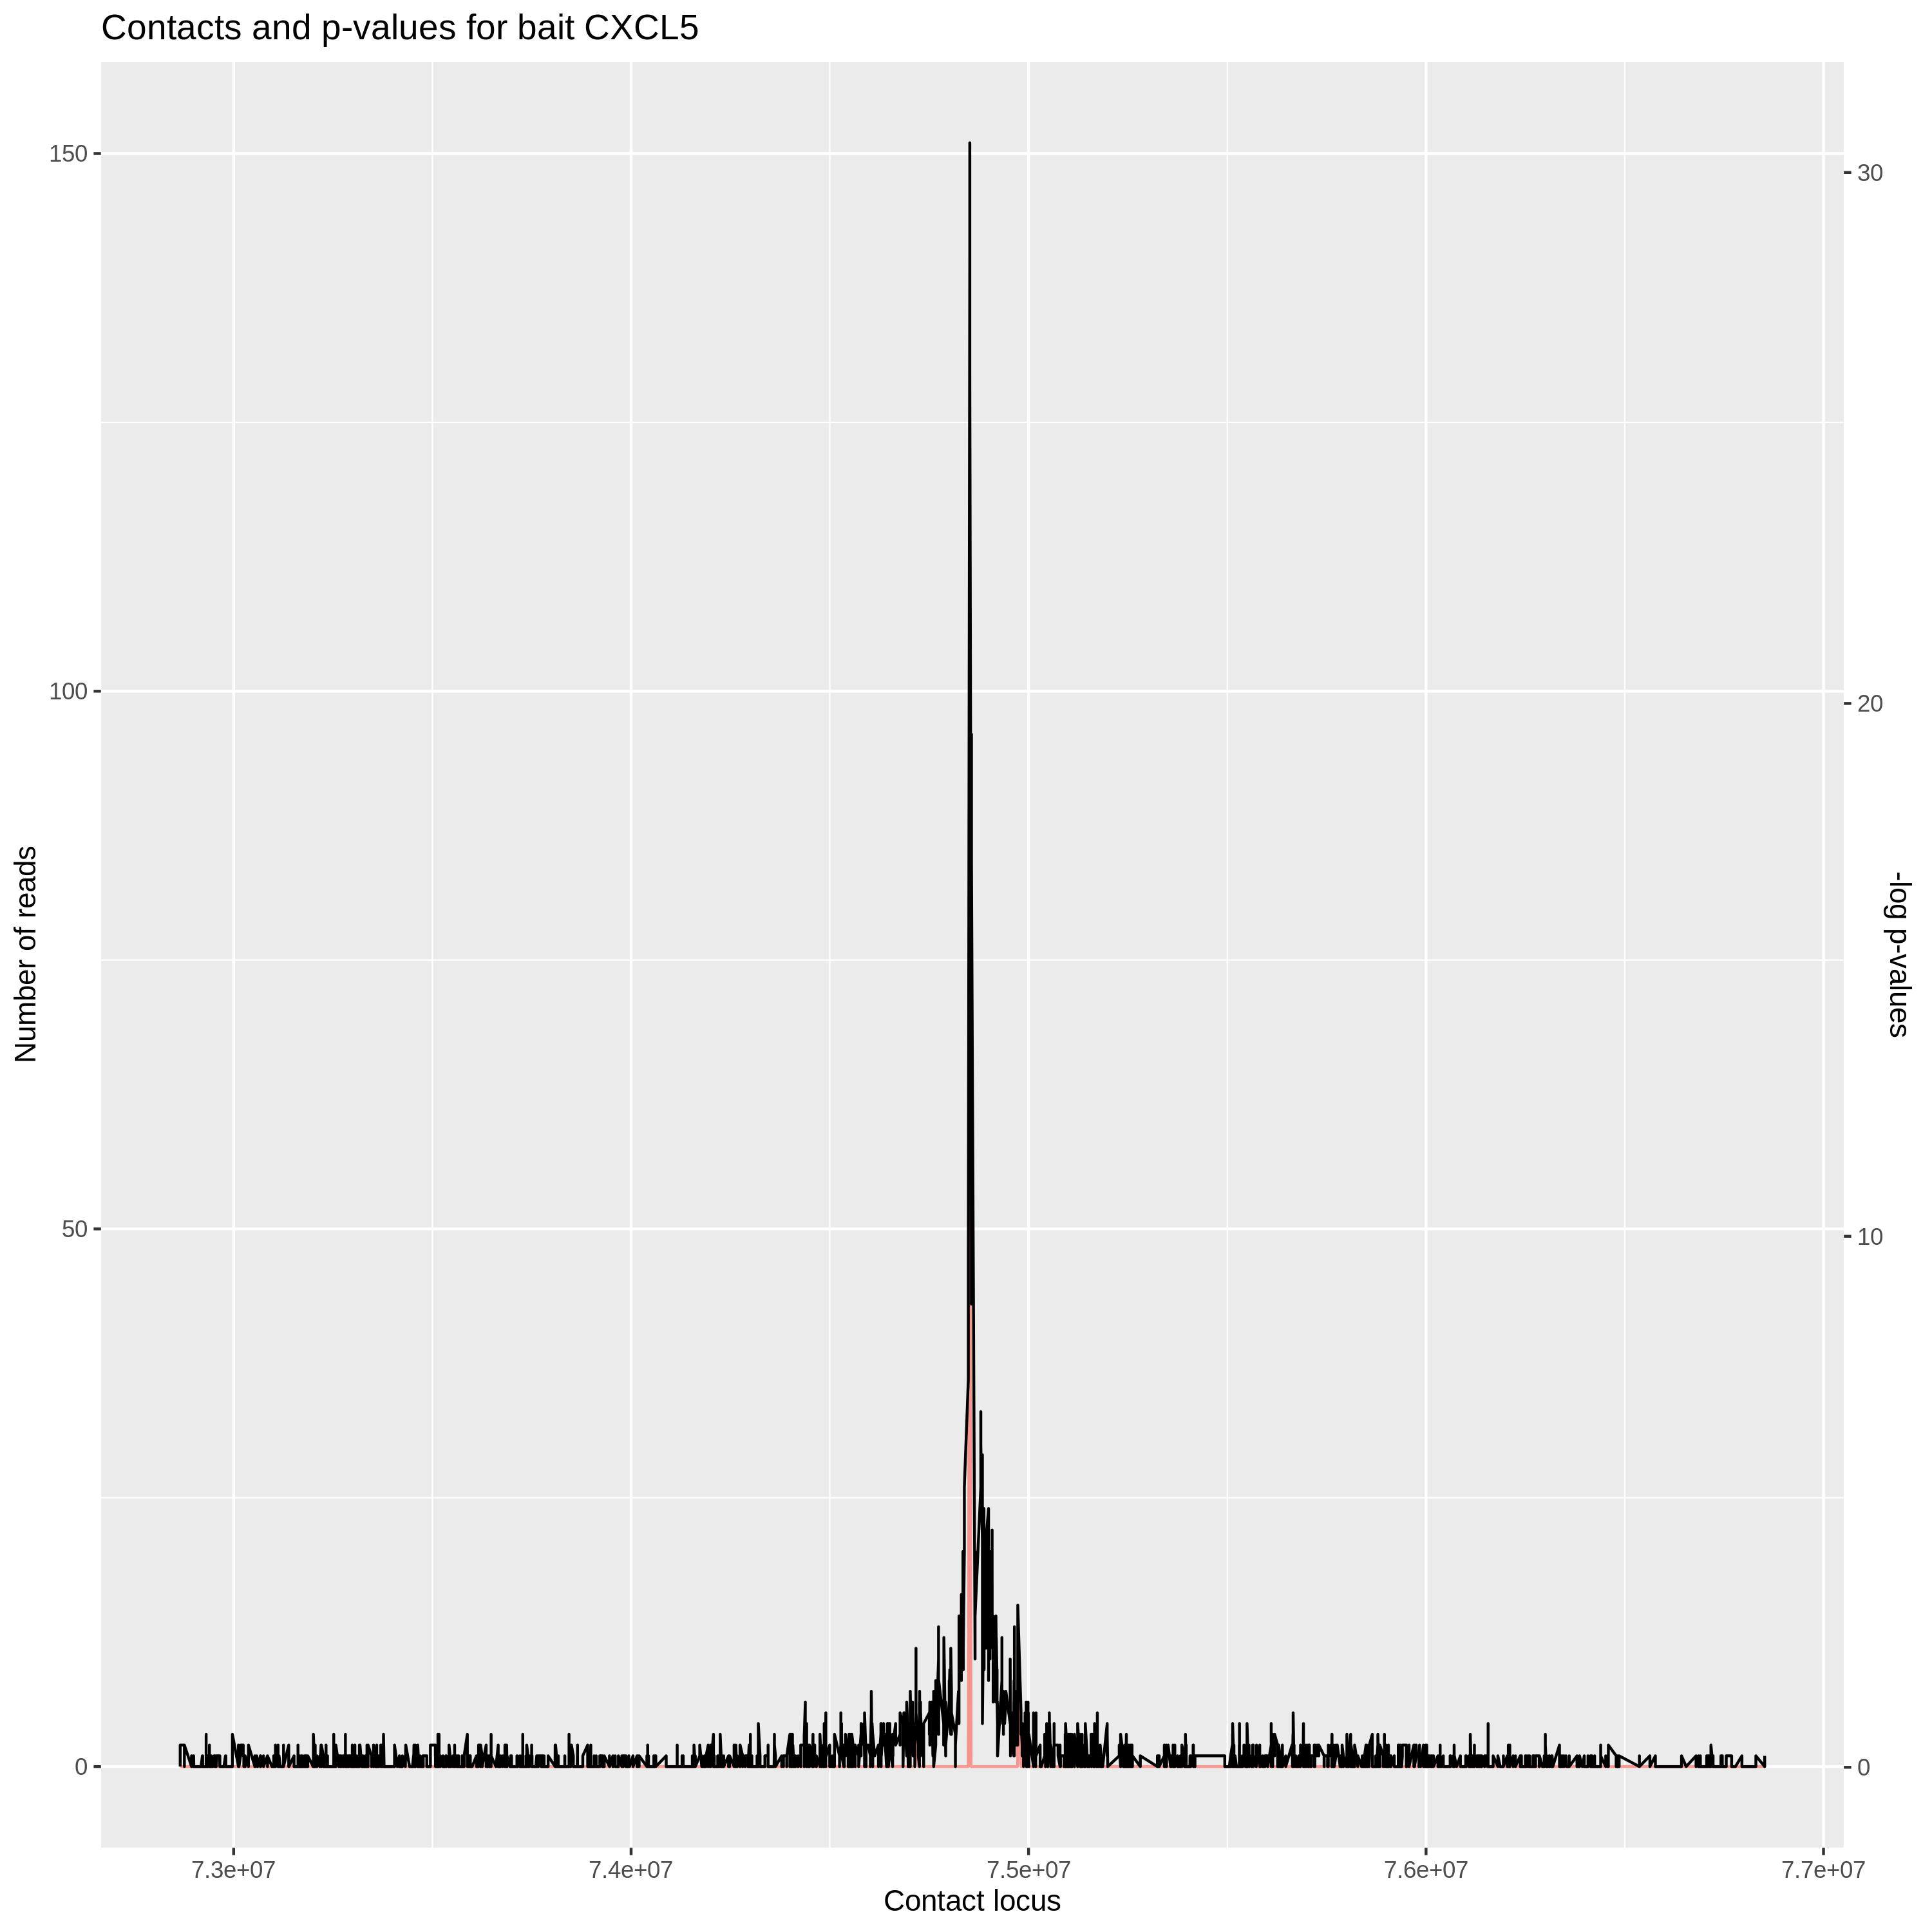 Contacts and p-values for bait CXCL5
150
100
50
0
Number of reads
30
20
10
0
-log p-values
7.3e+07
7.4e+07
7.5e+07
7.6e+07
7.7e+07
Contact locus